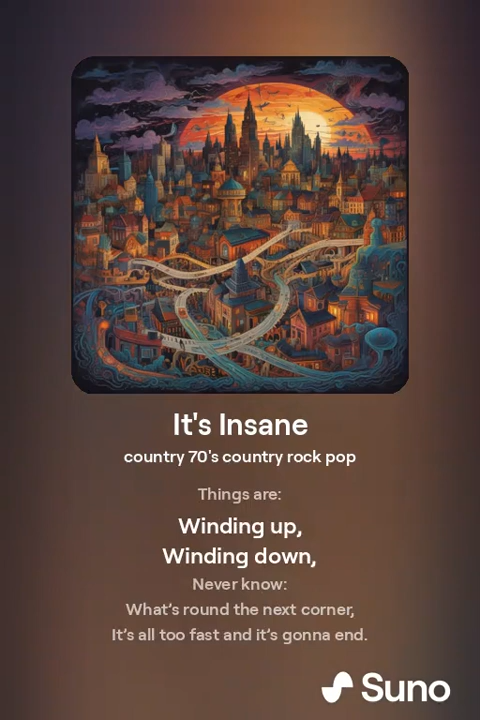 It's Insane
country 70's country rock pop
Things are:
Winding up,
Winding down,
Never know:
What's round the next corner,
It's all too fast and it's gonna end.
Suno